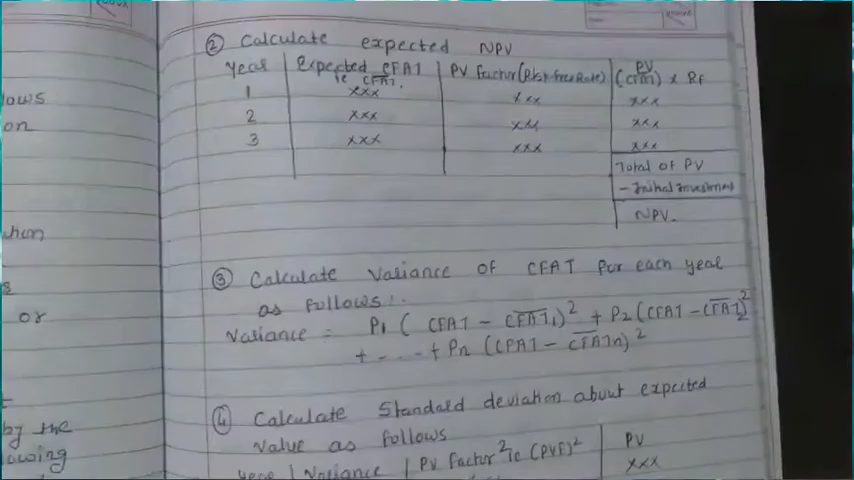 lows
on
ation
or
by the
lowing
② Calculate expected NPV
Year | Expected CFAT ie CFAT. | PV Factor (Risk free Rate) | PV (CFAT) x RF
1 xxx xxx xxx
2 xxx xxx xxx
3 xxx xxx xxx
Total of PV
- Initial Investment
NPV.
③ Calculate Variance of CFAT for each year
as follows:.
Variance = P1 ( CFAT - CFAT1 )² + P2 (CFAT - CFAT2)²
+ - ... + Pn (CFAT - CFATn)²
④ Calculate Standard deviation about expected
Value as follows
Year | Variance | PV Factor² ie (PVF)² | PV
xxx